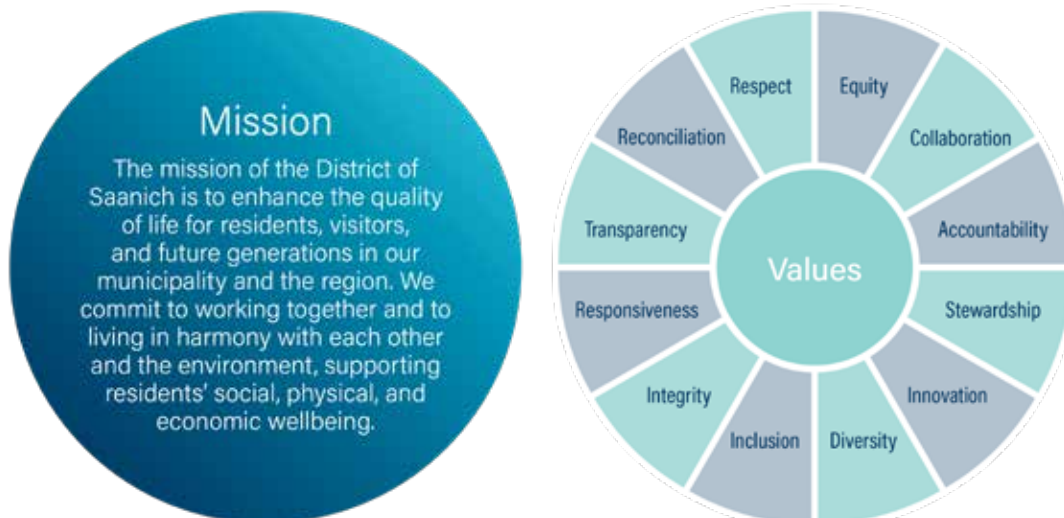 Mission
The mission of the District of
Saanich is to enhance the quality
of life for residents, visitors,
and future generations in our
municipality and the region. We
commit to working together and to
living in harmony with each other
and the environment, supporting
residents' social, physical, and
economic wellbeing.
Values
Respect
Equity
Collaboration
Accountability
Stewardship
Innovation
Diversity
Inclusion
Integrity
Responsiveness
Transparency
Reconciliation